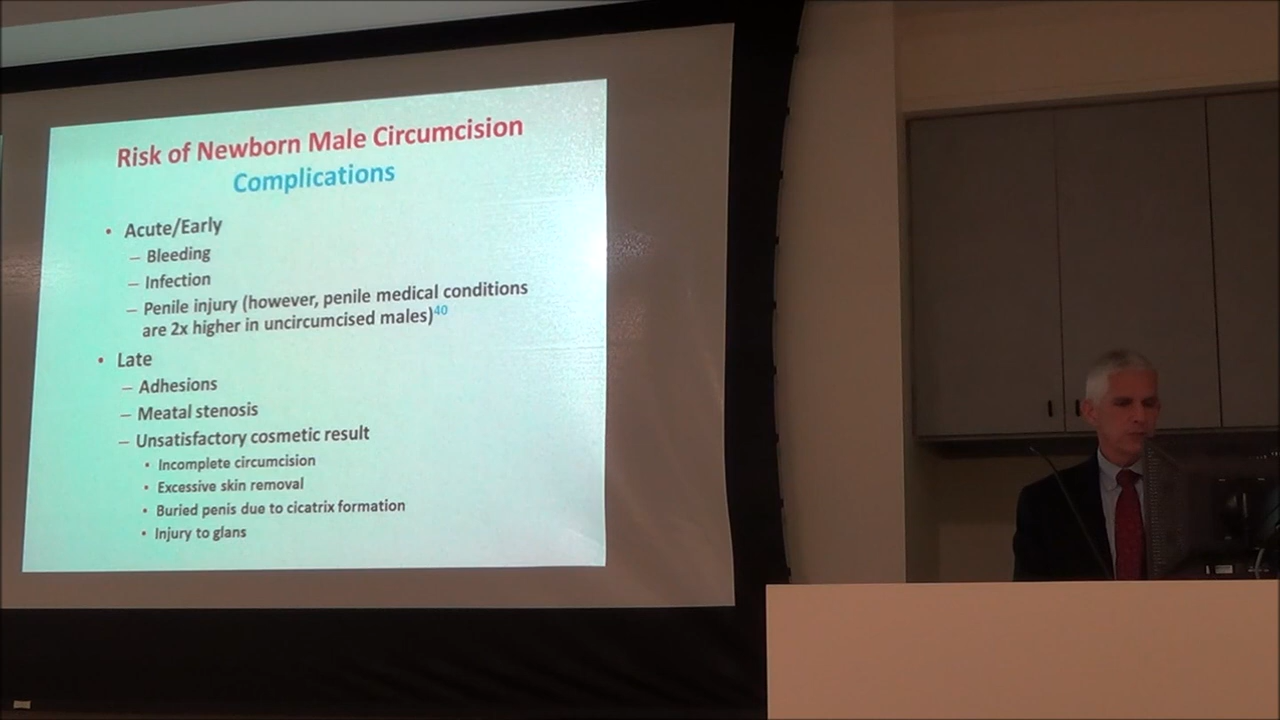 Risk of Newborn Male Circumcision
Complications
• Acute/Early
– Bleeding
– Infection
– Penile injury (however, penile medical conditions
are 2x higher in uncircumcised males)40
• Late
– Adhesions
– Meatal stenosis
– Unsatisfactory cosmetic result
• Incomplete circumcision
• Excessive skin removal
• Buried penis due to cicatrix formation
• Injury to glans